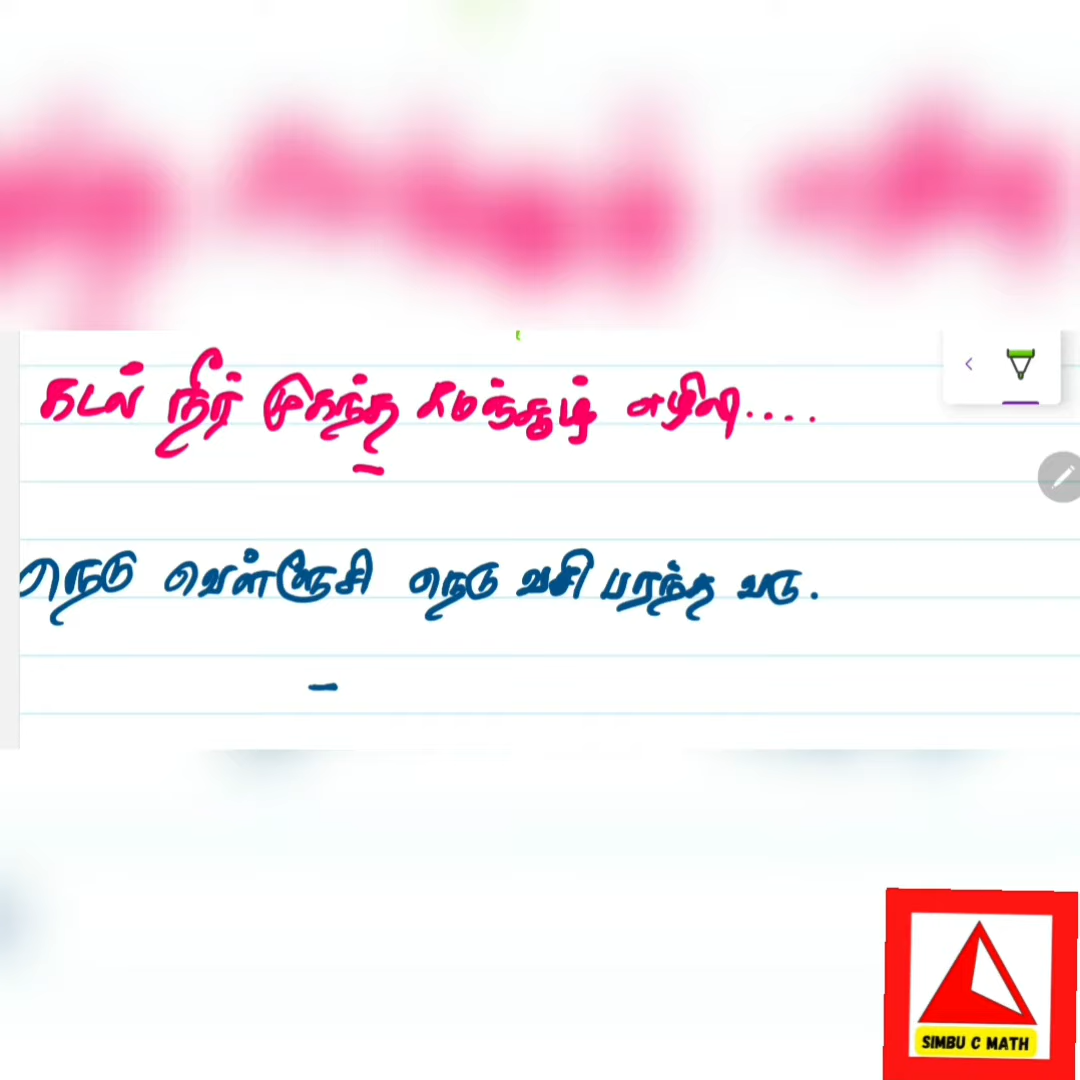 கடல் நீர் முகந்த கமஞ்சூழ் எழிலி....
நெடு வெள்ளூசி நெடு வசி பரந்த வடு.
SIMBU C MATH